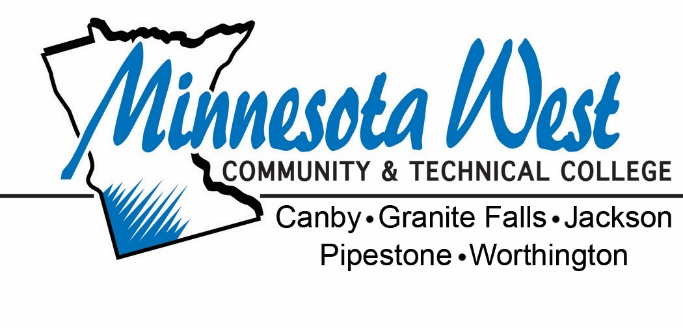 Minnesota West
COMMUNITY & TECHNICAL COLLEGE
Canby • Granite Falls • Jackson
Pipestone • Worthington